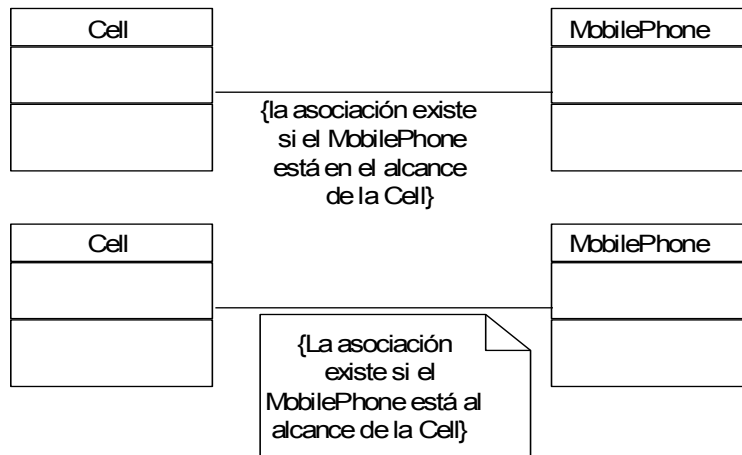 Cell
MobilePhone
{la asociación existe
si el MobilePhone
está en el alcance
de la Cell}
Cell
MobilePhone
{La asociación
existe si el
MobilePhone está al
alcance de la Cell}